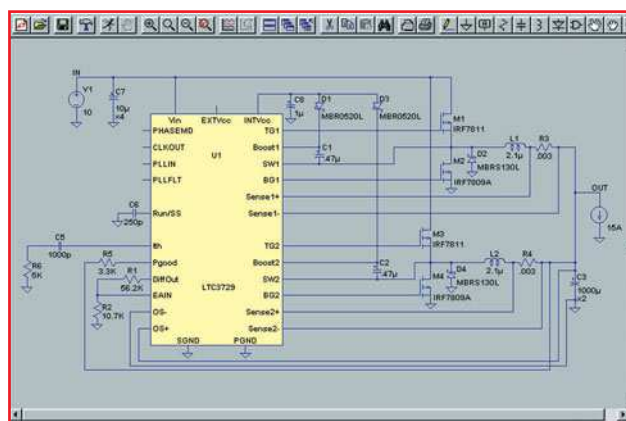 IN
V1
10
C7
10µ
×4
Vin
EXTVcc
INTVcc
C8
1µ
D1
MBR0520L
D3
MBR0520L
PHASEMD
CLKOUT
PLLIN
PLLFLT
Run/SS
Ith
Pgood
DiffOut
EAIN
OS-
OS+
SGND
PGND
U1
LTC3729
TG1
Boost1
SW1
BG1
Sense1+
Sense1-
TG2
Boost2
SW2
BG2
Sense2+
Sense2-
C1
.47µ
M1
IRF7811
M2
IRF7809A
D2
MBRS130L
L1
2.1µ
R3
.003
OUT
15A
C6
250p
C5
1000p
R6
5K
R5
3.3K
R1
56.2K
R2
10.7K
M3
IRF7811
C2
.47µ
M4
IRF7809A
D4
MBRS130L
L2
2.1µ
R4
.003
C3
1000µ
×2